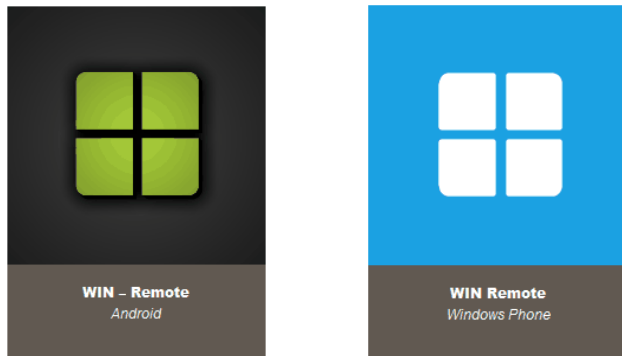 WIN – Remote
Android
WIN Remote
Windows Phone